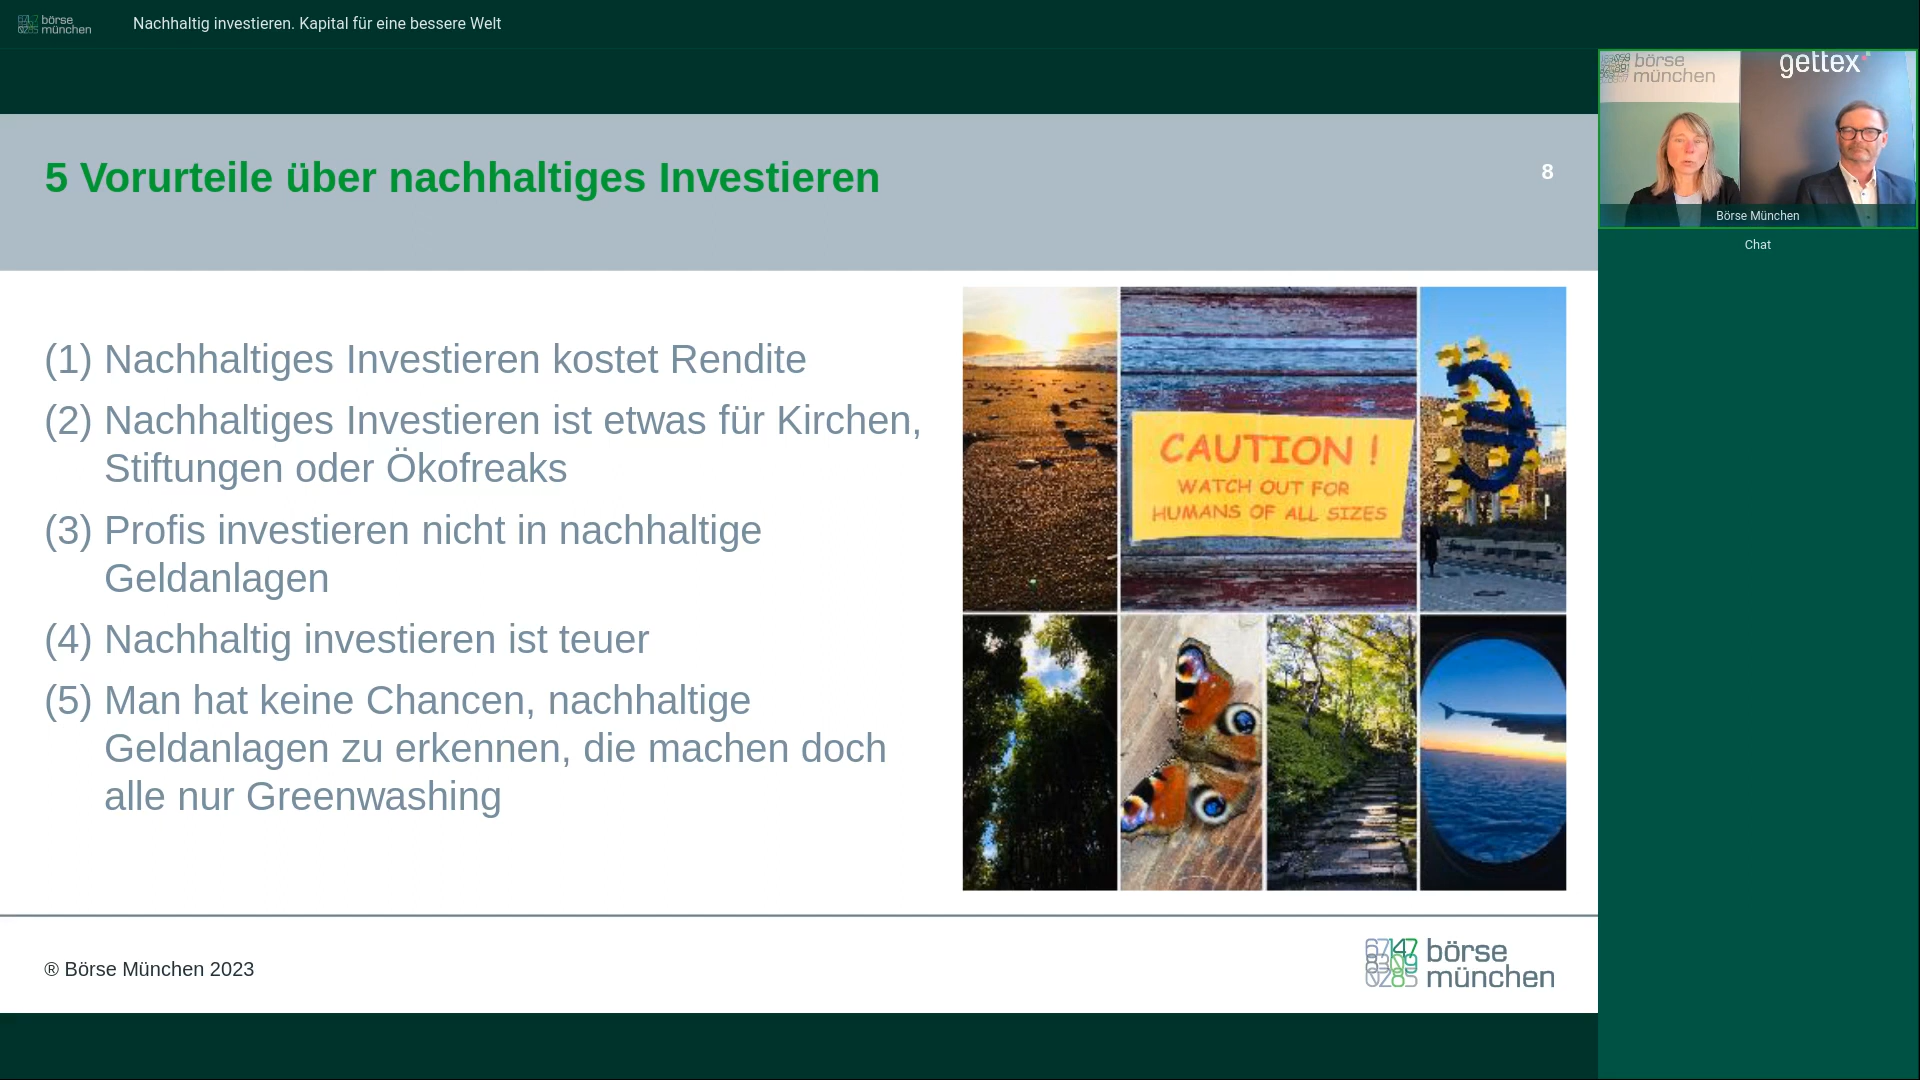 börse
münchen
Nachhaltig investieren. Kapital für eine bessere Welt
5 Vorurteile über nachhaltiges Investieren
8
(1) Nachhaltiges Investieren kostet Rendite
(2) Nachhaltiges Investieren ist etwas für Kirchen,
Stiftungen oder Ökofreaks
(3) Profis investieren nicht in nachhaltige
Geldanlagen
(4) Nachhaltig investieren ist teuer
(5) Man hat keine Chancen, nachhaltige
Geldanlagen zu erkennen, die machen doch
alle nur Greenwashing
CAUTION !
WATCH OUT FOR
HUMANS OF ALL SIZES
® Börse München 2023
börse
münchen
börse
münchen
gettex
Börse München
Chat